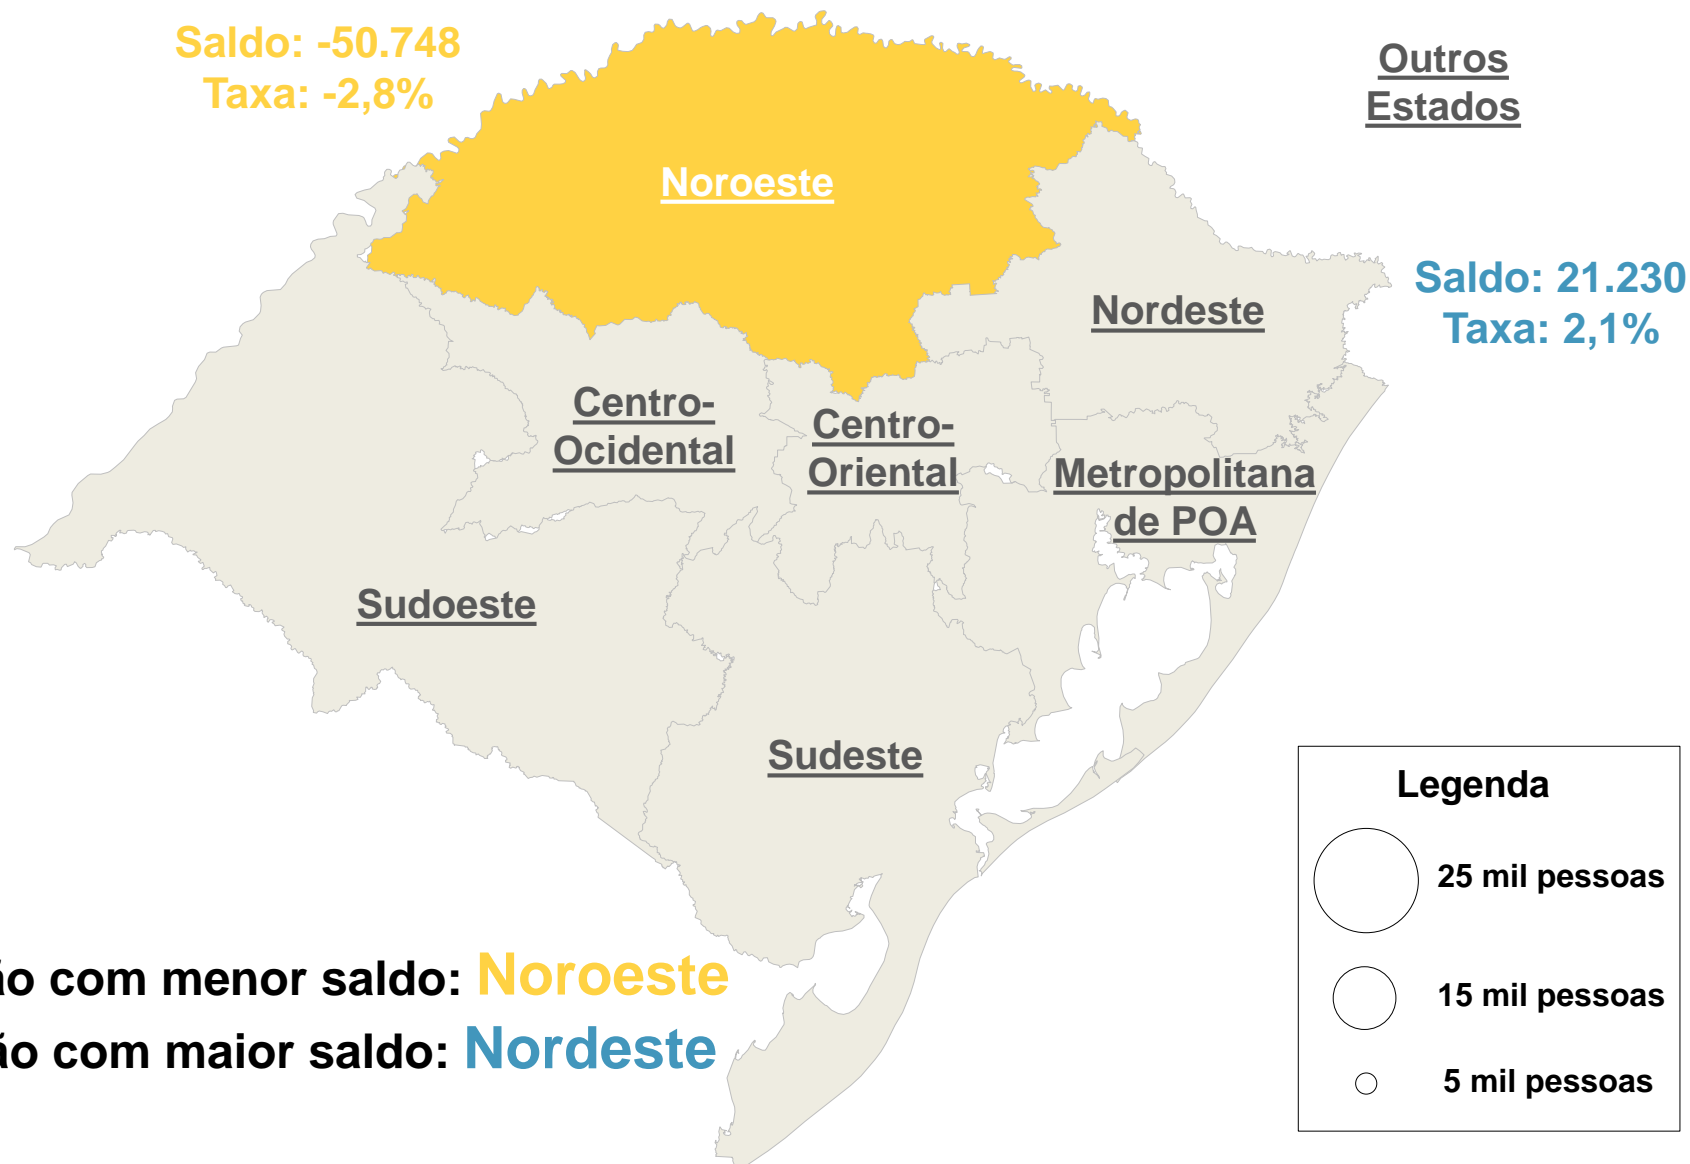 Saldo: -50.748
Taxa: -2,8%
Outros
Estados
Noroeste
Saldo: 21.230
Taxa: 2,1%
Nordeste
Centro-
Ocidental
Centro-
Oriental
Metropolitana
de POA
Sudoeste
Sudeste
Legenda
25 mil pessoas
15 mil pessoas
5 mil pessoas
ão com menor saldo: Noroeste
ão com maior saldo: Nordeste